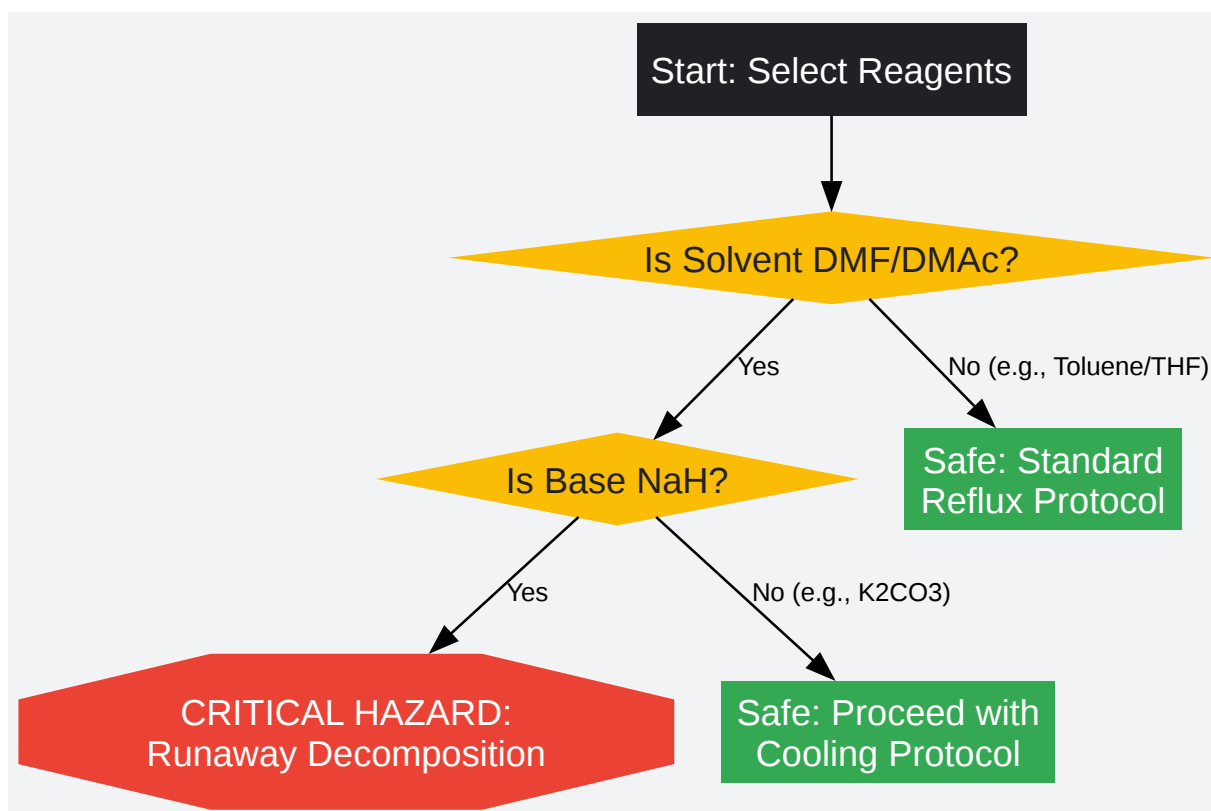 Start: Select Reagents
Is Solvent DMF/DMAc?
Yes
No (e.g., Toluene/THF)
Is Base NaH?
Safe: Standard
Reflux Protocol
Yes
No (e.g., K2CO3)
CRITICAL HAZARD:
Runaway Decomposition
Safe: Proceed with
Cooling Protocol